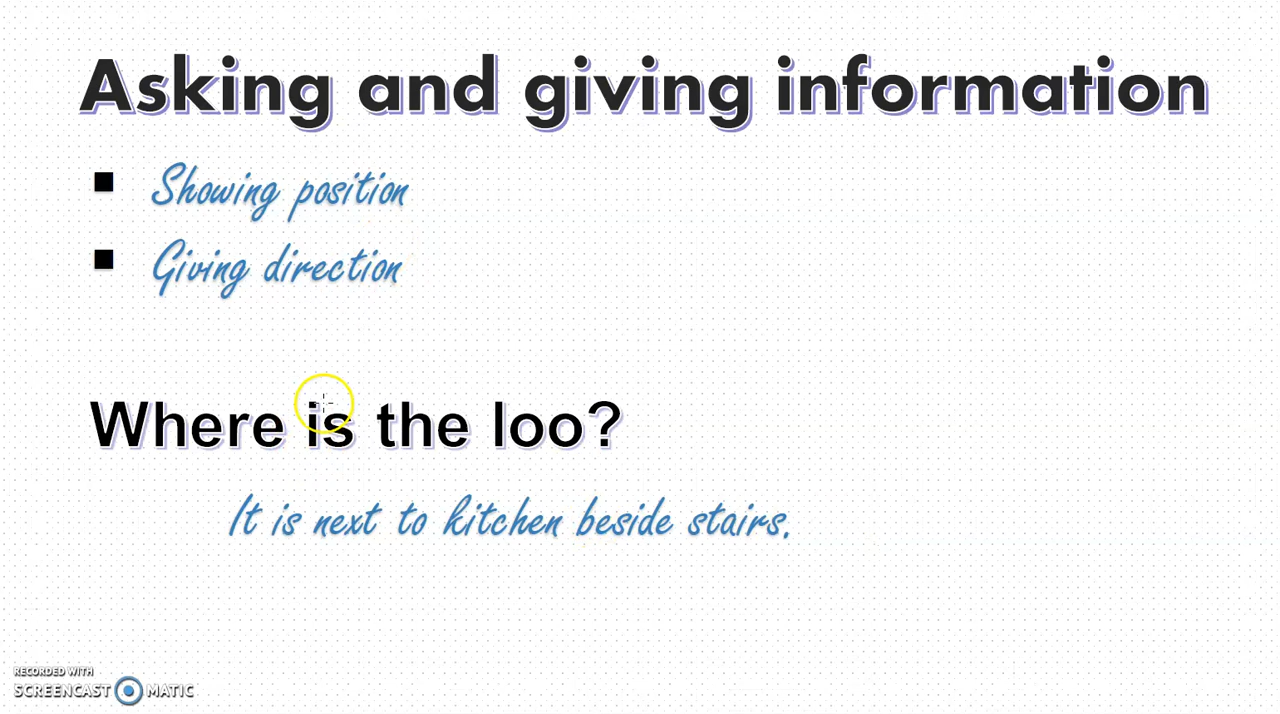 Asking and giving information
Showing position
Giving direction
Where is the loo?
It is next to kitchen beside stairs.
RECORDED WITH
SCREENCAST MATIC